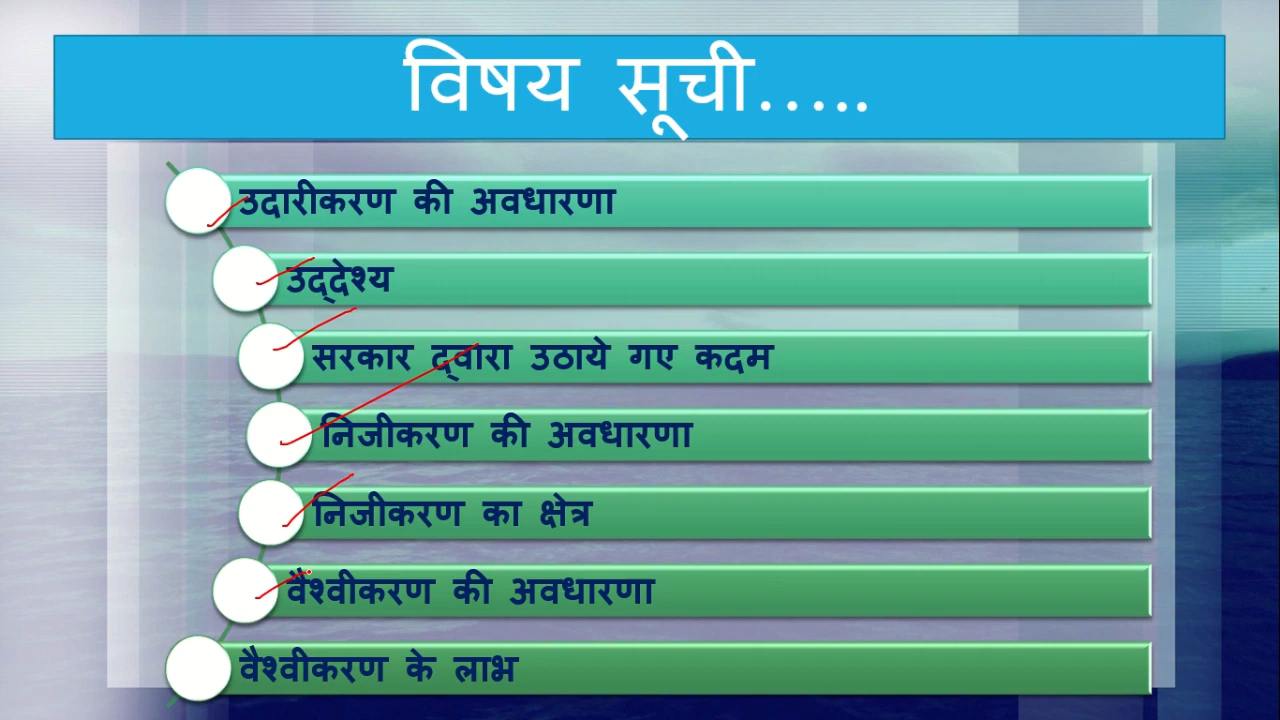 विषय सूची.....
उदारीकरण की अवधारणा
उद्देश्य
सरकार द्वारा उठाये गए कदम
निजीकरण की अवधारणा
निजीकरण का क्षेत्र
वैश्वीकरण की अवधारणा
वैश्वीकरण के लाभ